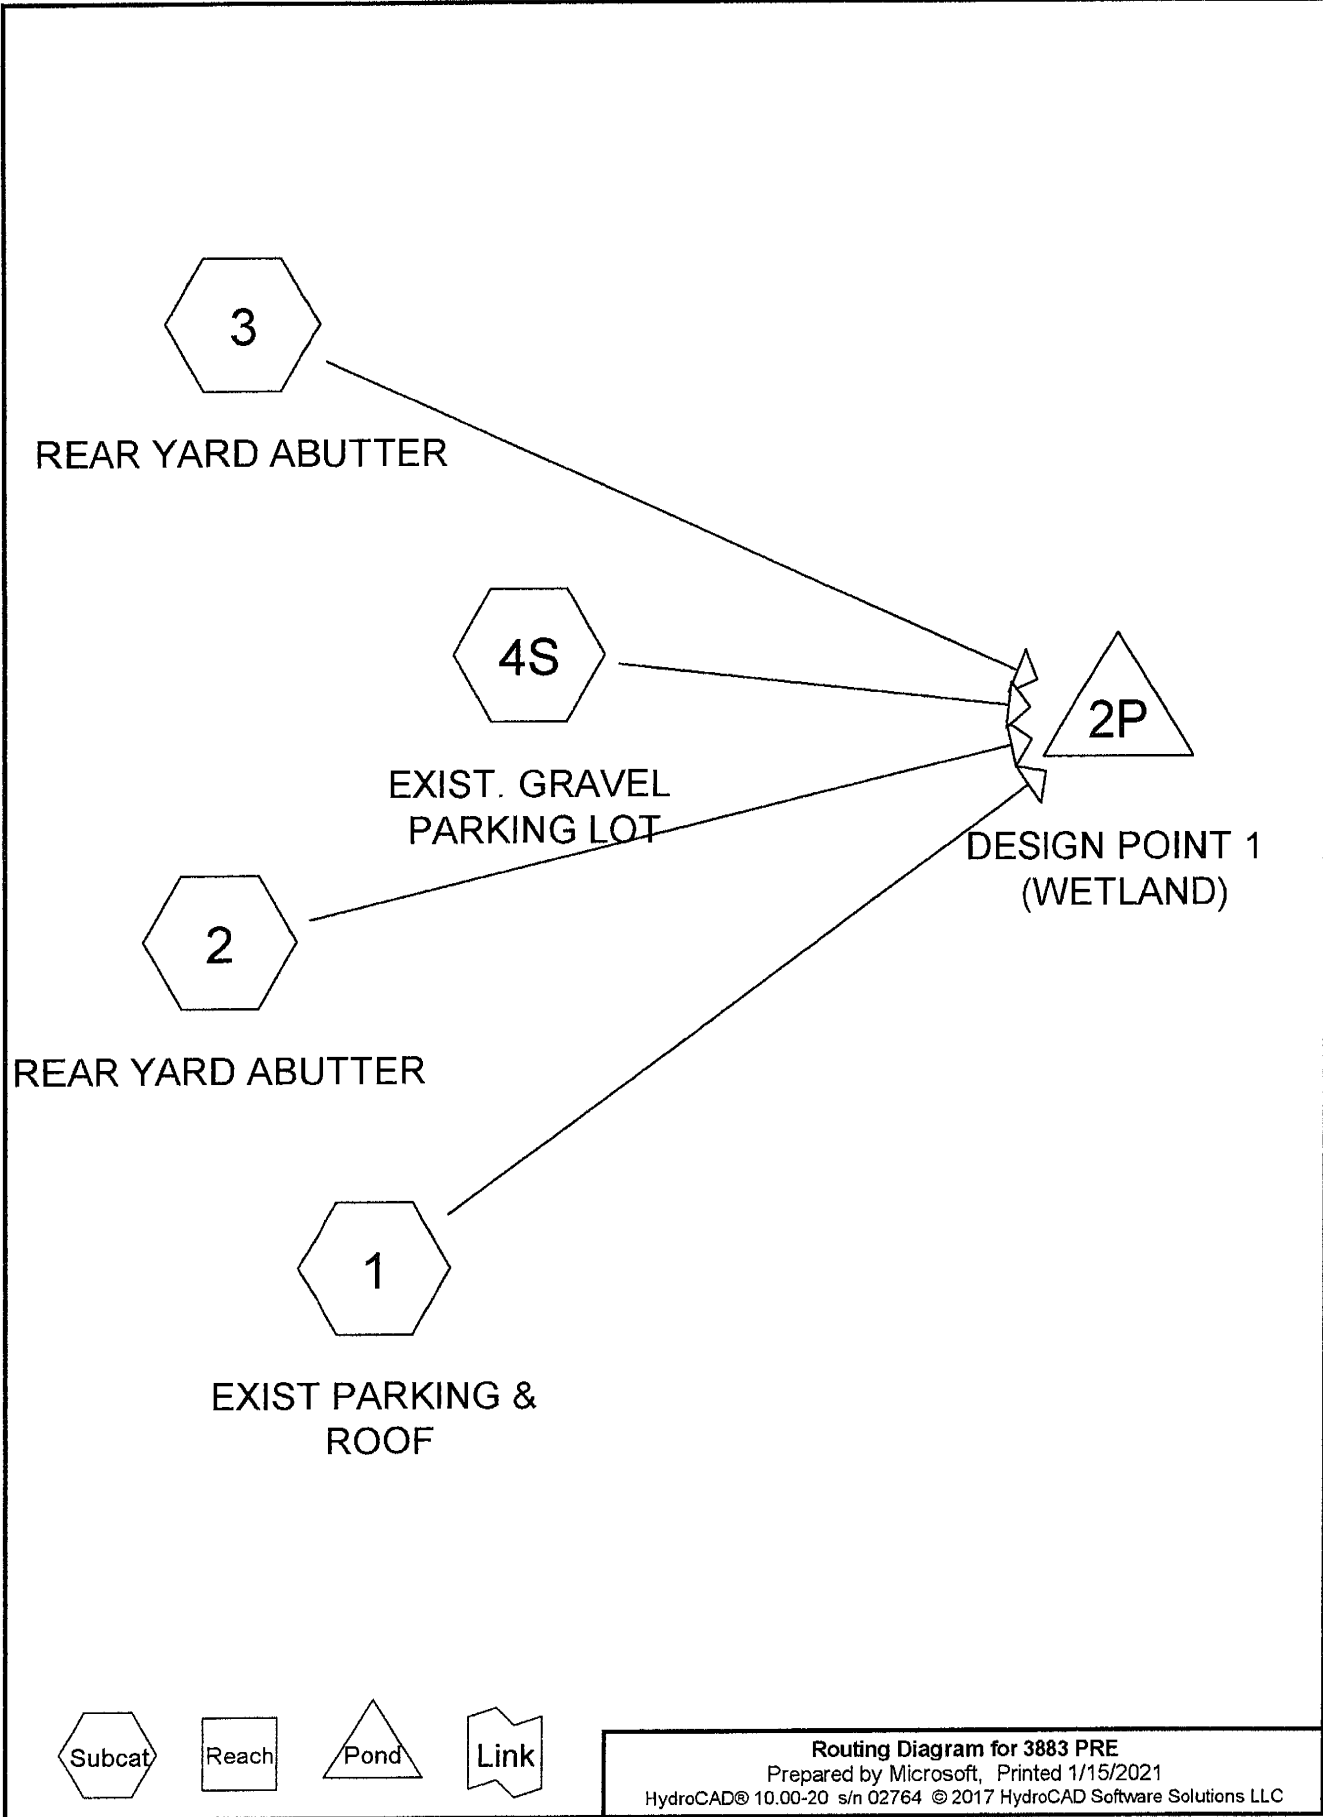 3
REAR YARD ABUTTER
4S
EXIST. GRAVEL
PARKING LOT
2P
DESIGN POINT 1
(WETLAND)
2
REAR YARD ABUTTER
1
EXIST PARKING &
ROOF
Subcat
Reach
Pond
Link
Routing Diagram for 3883 PRE
Prepared by Microsoft, Printed 1/15/2021
HydroCAD® 10.00-20 s/n 02764 © 2017 HydroCAD Software Solutions LLC